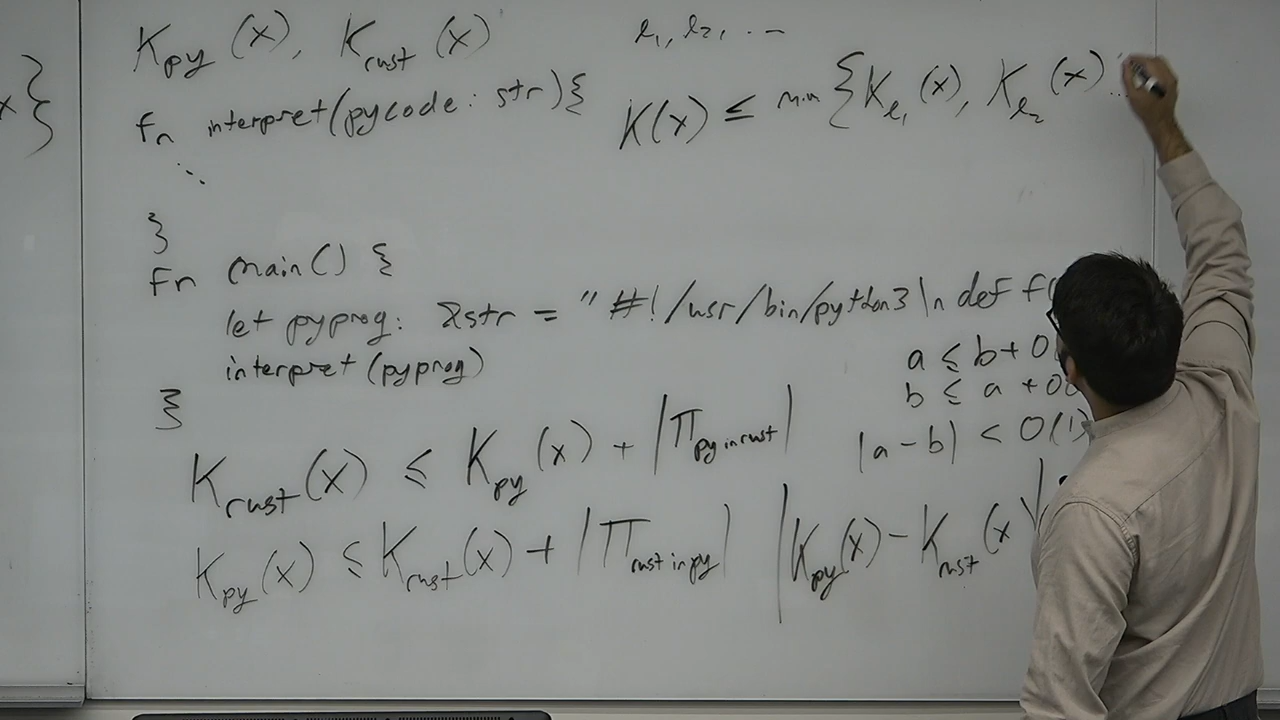 x}
K_py(x), K_rust(x)
fn interpret(pycode: str){
⋱
}
fn main() {
let pyprog: &str = "#!/usr/bin/python3\n def f
interpret(pyprog)
}
K_rust(x) ≤ K_py(x) + |Π_py in rust|
K_py(x) ≤ K_rust(x) + |Π_rust in py|
ℓ₁, ℓ₂, ...
K(x) ≤ min {K_ℓ₁(x), K_ℓ₂(x) ...
a ≤ b + O
b ≤ a + O(
|a - b| < O(1)
|K_py(x) - K_rust(x)|